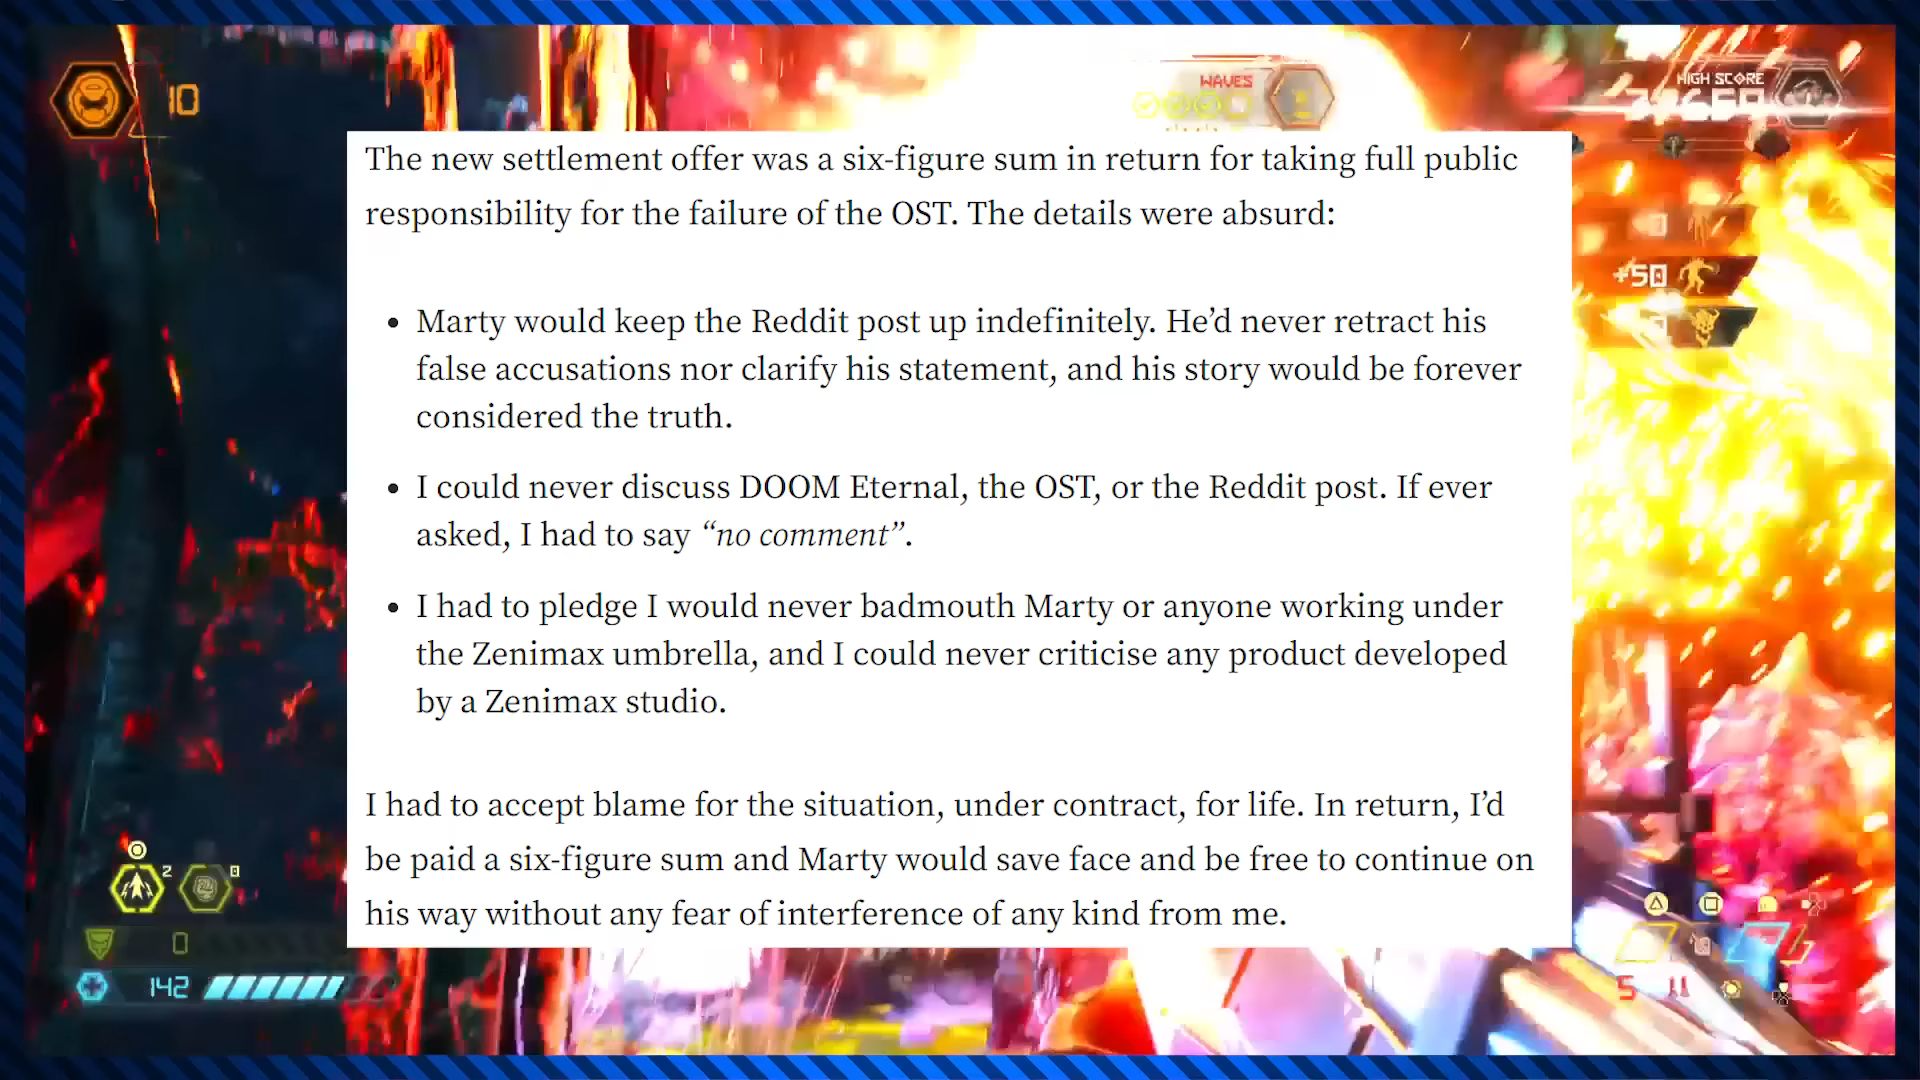 10
WAVES
HIGH SCORE
+50
The new settlement offer was a six-figure sum in return for taking full public
responsibility for the failure of the OST. The details were absurd:
• Marty would keep the Reddit post up indefinitely. He’d never retract his
false accusations nor clarify his statement, and his story would be forever
considered the truth.
• I could never discuss DOOM Eternal, the OST, or the Reddit post. If ever
asked, I had to say “no comment”.
• I had to pledge I would never badmouth Marty or anyone working under
the Zenimax umbrella, and I could never criticise any product developed
by a Zenimax studio.
I had to accept blame for the situation, under contract, for life. In return, I’d
be paid a six-figure sum and Marty would save face and be free to continue on
his way without any fear of interference of any kind from me.
2
0
0
142
5
11